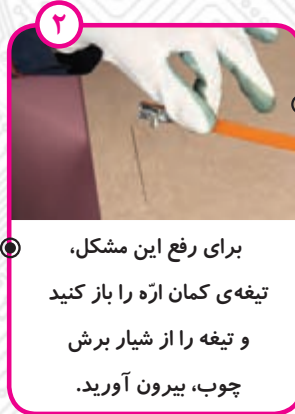 ۲
برای رفع این مشکل،
تیغه‌ی کمان ارّه را باز کنید
و تیغه را از شیار برش
چوب، بیرون آورید.